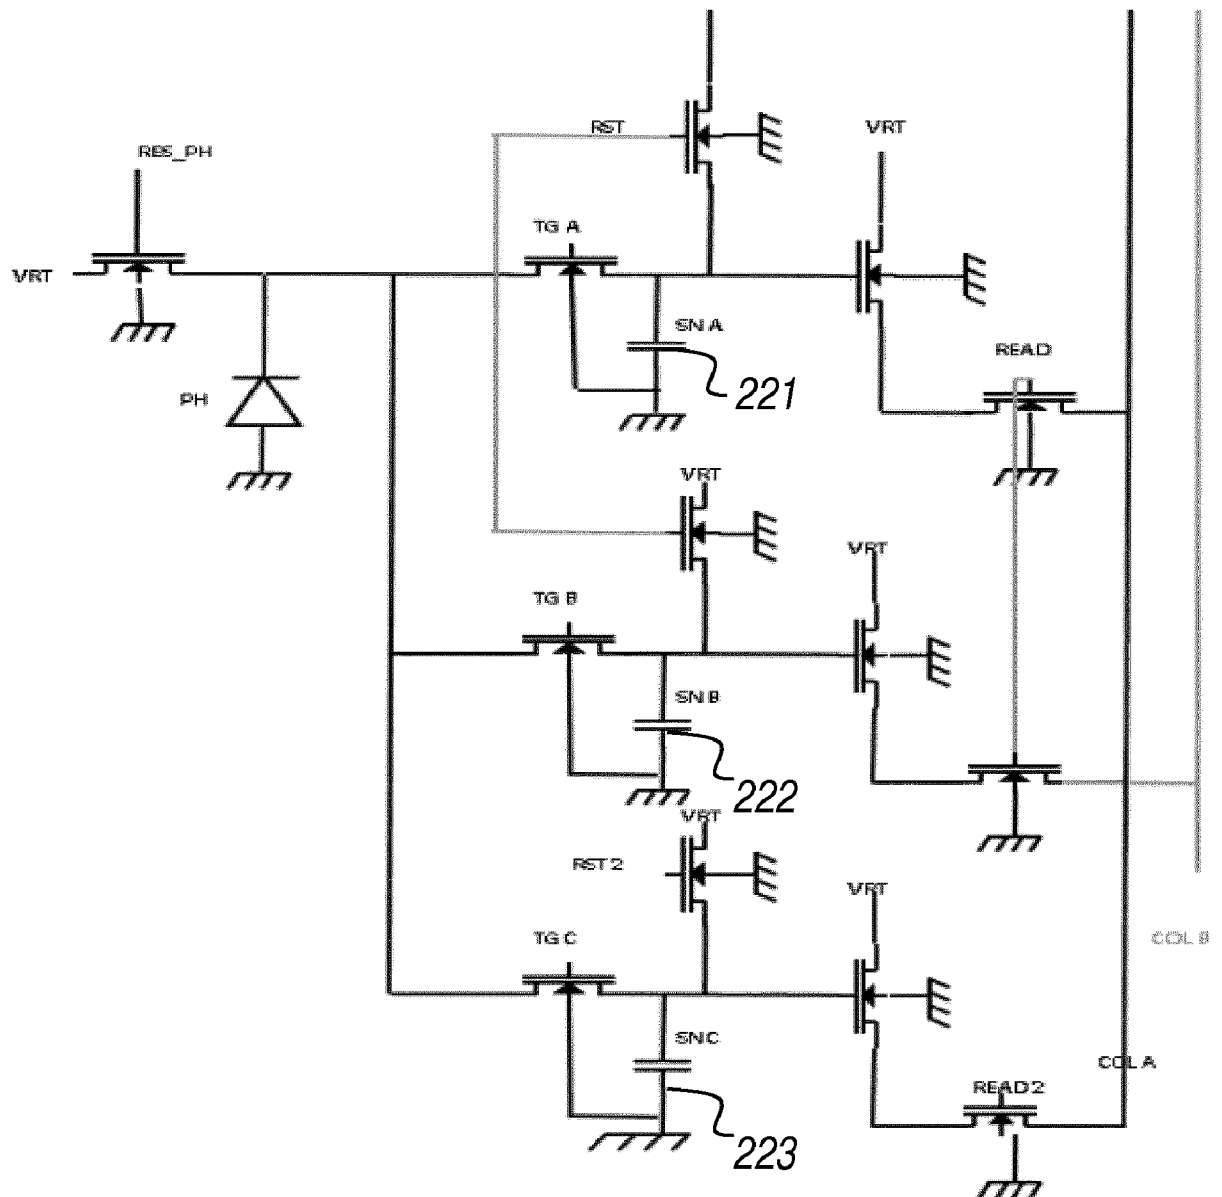 RST
VRT
RES_PH
TG A
VRT
SN A
READ
PH
221
VRT
VRT
TG B
SN B
222
VRT
RST 2
VRT
TG C
COL B
SN C
COL A
READ 2
223